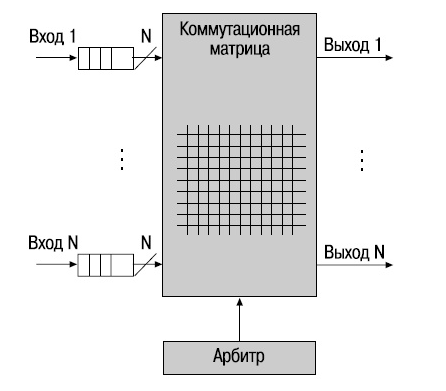 Коммутационная
матрица
Вход 1
N
Выход 1
Вход N
N
Выход N
Арбитр